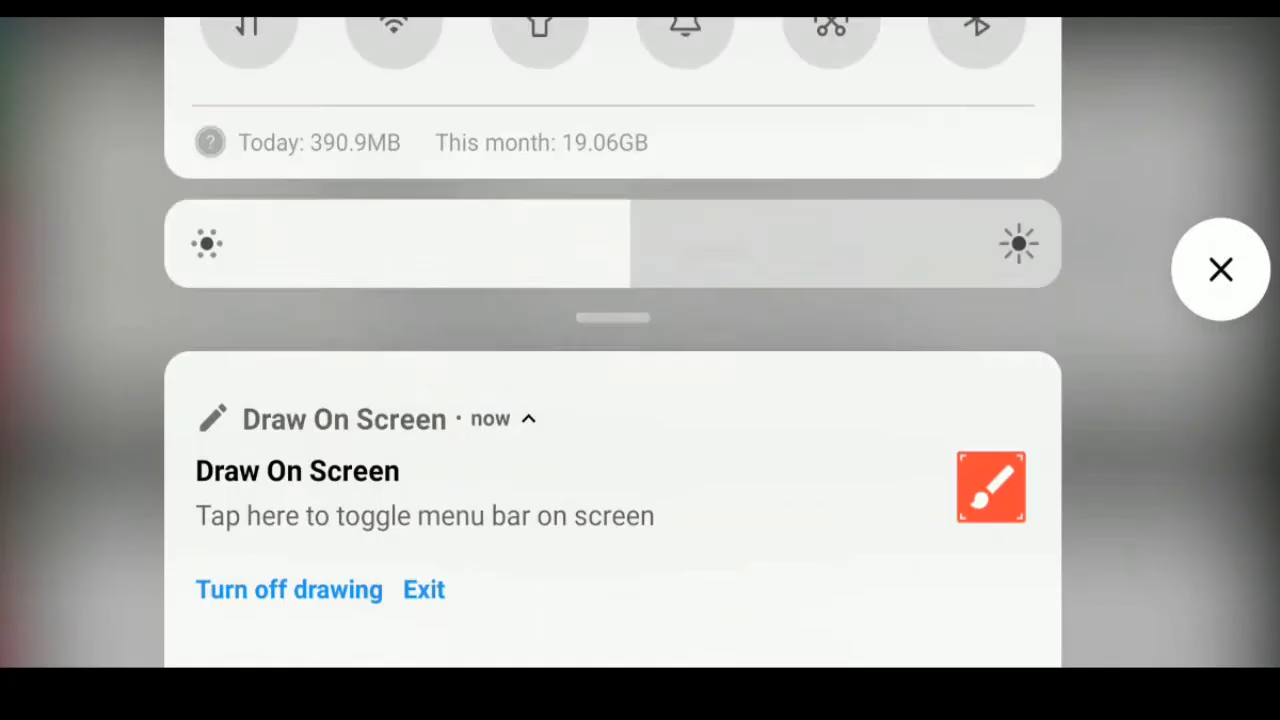 Today: 390.9MB This month: 19.06GB
Draw On Screen · now
Draw On Screen
Tap here to toggle menu bar on screen
Turn off drawing Exit